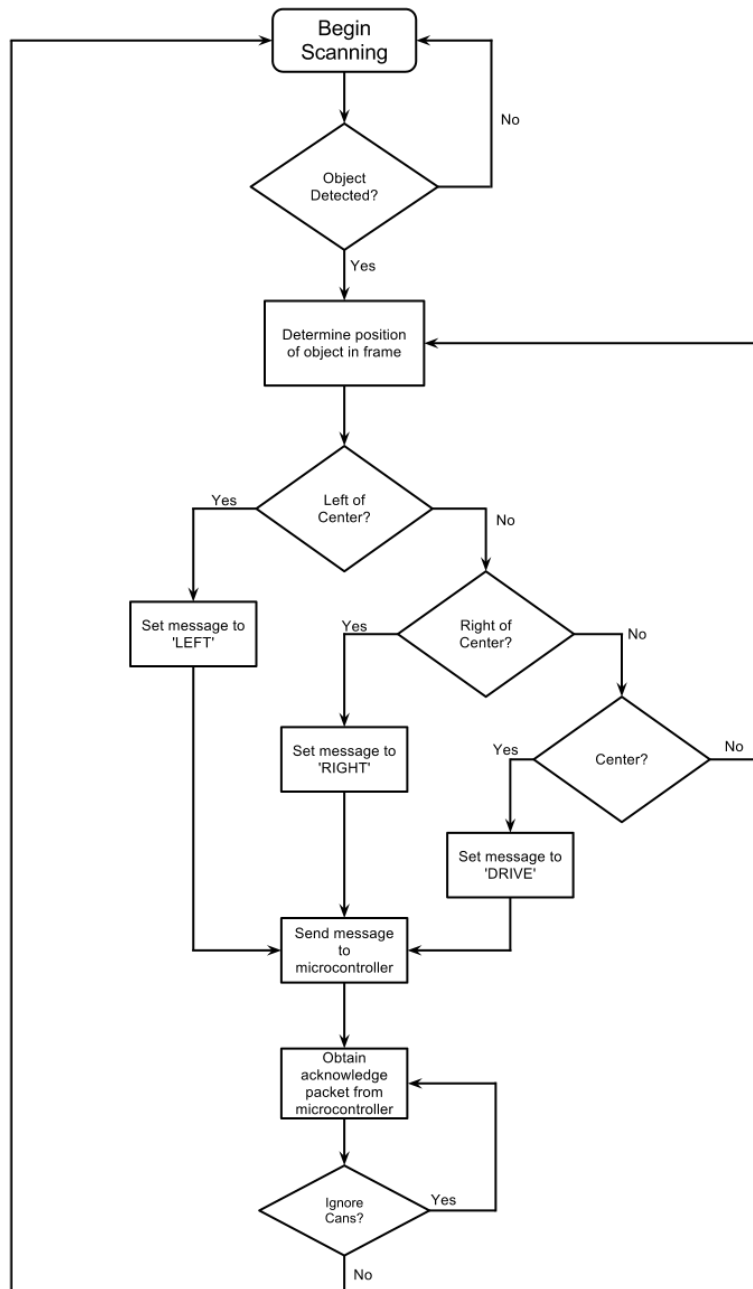 Begin
Scanning
No
Object
Detected?
Yes
Determine position
of object in frame
Yes
Left of
Center?
No
Set message to
'LEFT'
Yes
Right of
Center?
No
Set message to
'RIGHT'
Yes
Center?
No
Set message to
'DRIVE'
Send message
to
microcontroller
Obtain
acknowledge
packet from
microcontroller
Ignore
Cans?
Yes
No